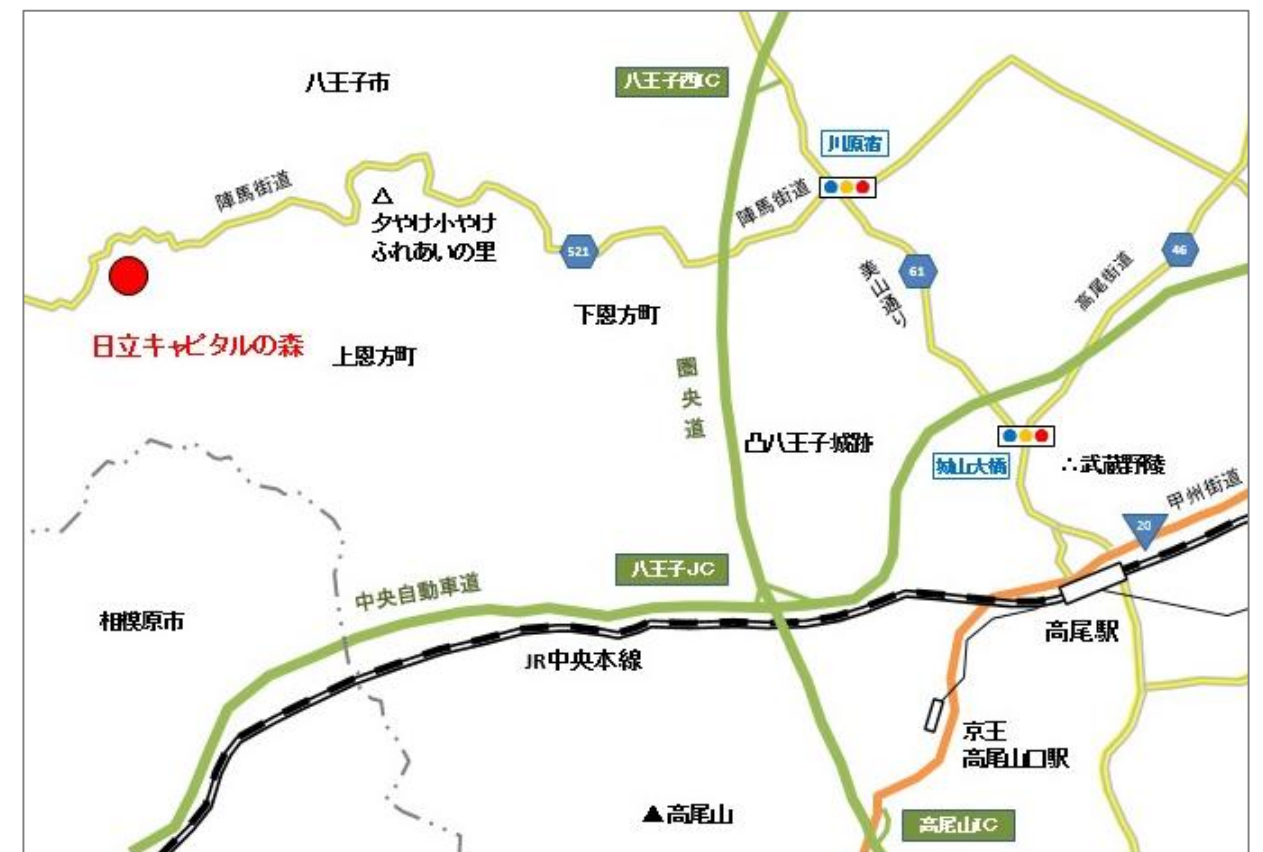 八王子市
八王子西IC
川原宿
陣馬街道
陣馬街道
夕やけ小やけ
ふれあいの里
521
61
46
美山通り
高尾街道
下恩方町
日立キャピタルの森
上恩方町
圏央道
八王子城跡
城山大橋
武蔵野陵
甲州街道
20
八王子JC
中央自動車道
相模原市
JR中央本線
高尾駅
京王
高尾山口駅
高尾山
高尾山IC